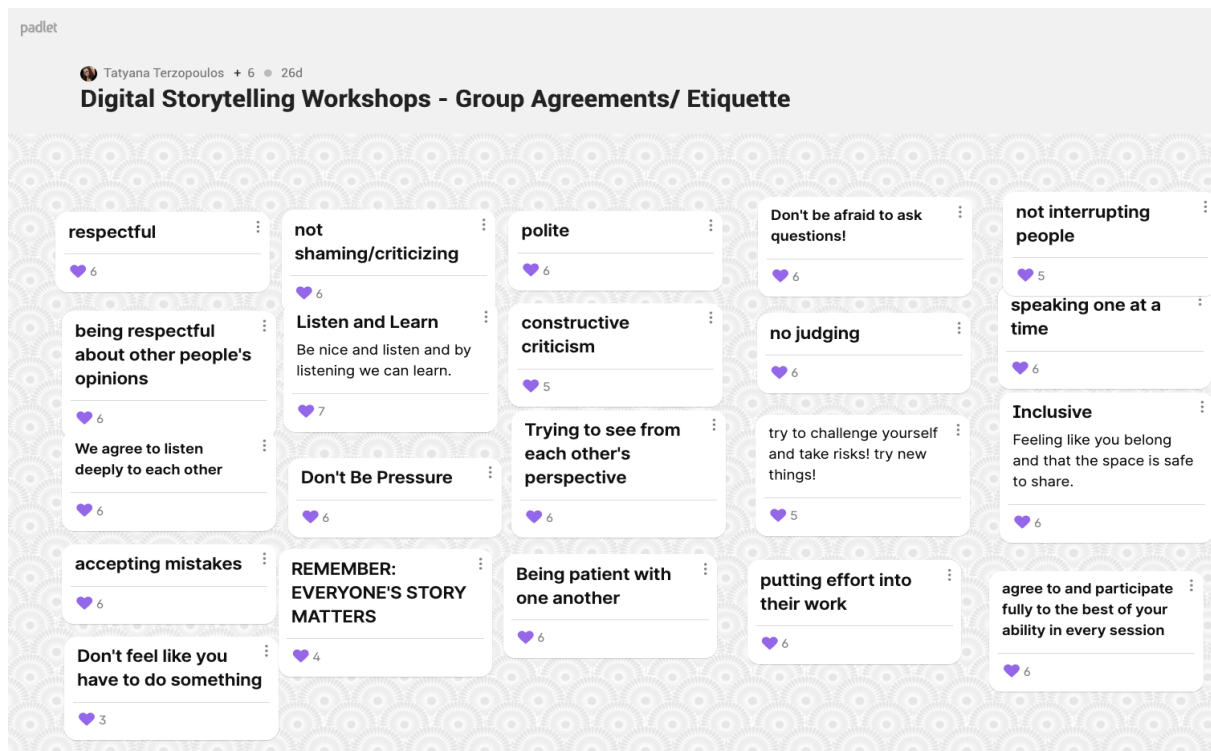 padlet
Tatyana Terzopoulos + 6 26d
Digital Storytelling Workshops - Group Agreements/ Etiquette
respectful
6
being respectful
about other people's
opinions
6
We agree to listen
deeply to each other
6
accepting mistakes
6
Don't feel like you
have to do something
3
not
shaming/criticizing
6
Listen and Learn
Be nice and listen and by
listening we can learn.
7
Don't Be Pressure
6
REMEMBER:
EVERYONE'S STORY
MATTERS
4
polite
6
constructive
criticism
5
Trying to see from
each other's
perspective
6
Being patient with
one another
6
Don't be afraid to ask
questions!
6
no judging
6
try to challenge yourself
and take risks! try new
things!
5
putting effort into
their work
6
not interrupting
people
5
speaking one at a
time
6
Inclusive
Feeling like you belong
and that the space is safe
to share.
6
agree to and participate
fully to the best of your
ability in every session
6